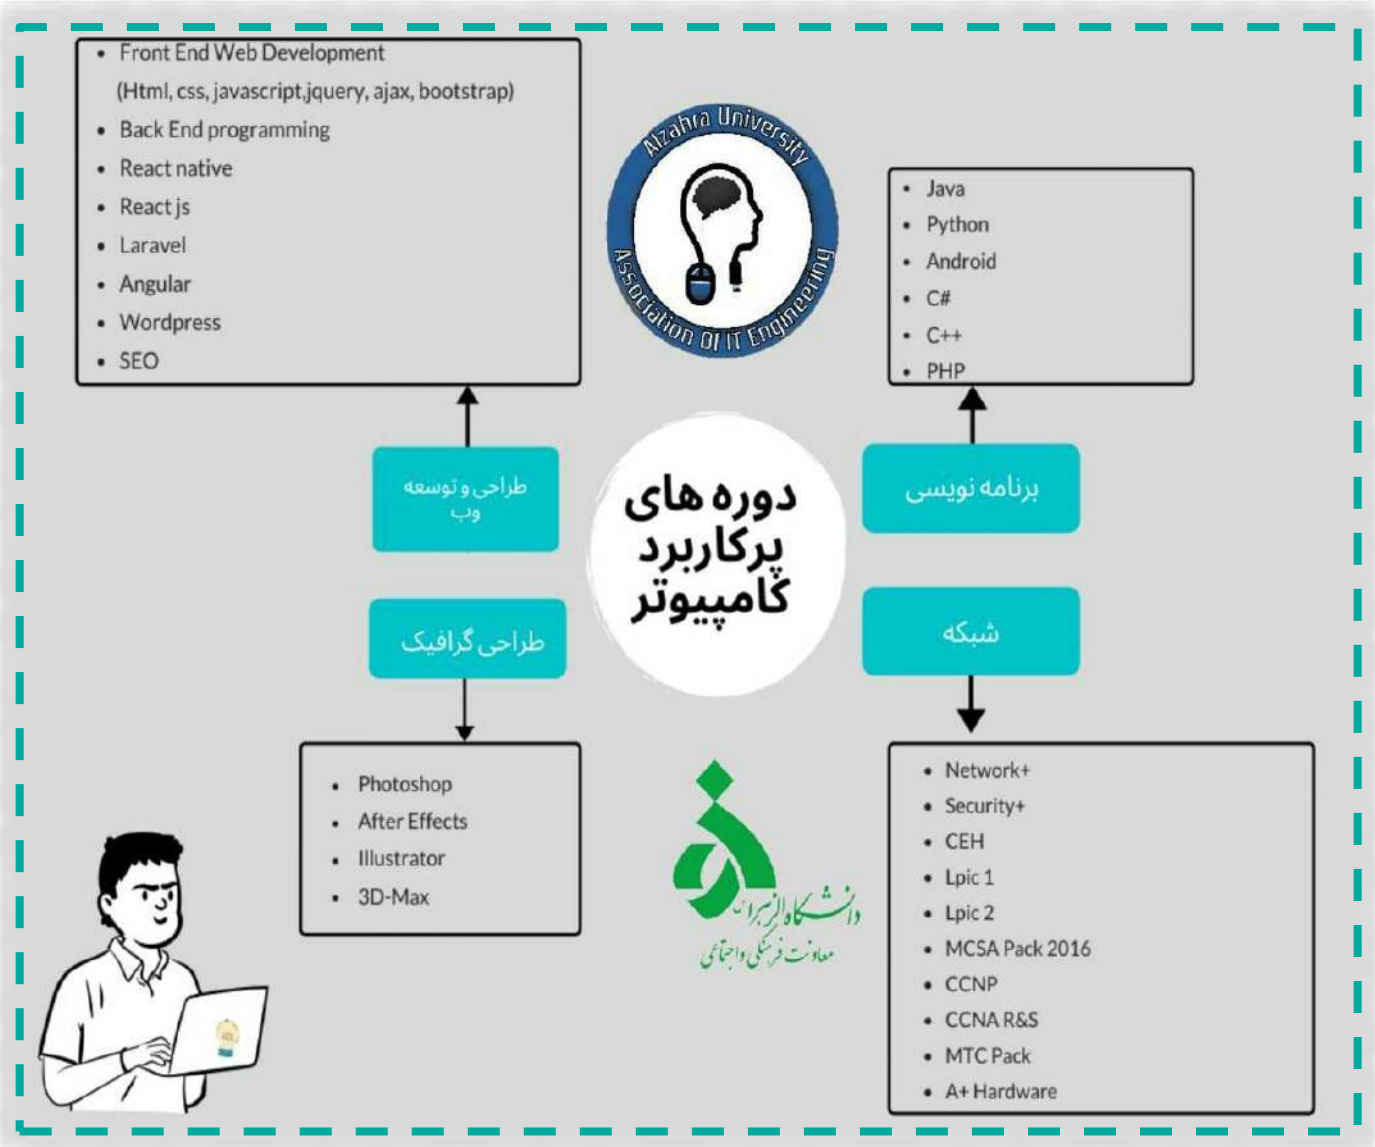 Front End Web Development
(Html, css, javascript,jquery, ajax, bootstrap)
Back End programming
React native
React js
Laravel
Angular
Wordpress
SEO
Alzahra University
Association Of IT Engineering
Java
Python
Android
C#
C++
PHP
طراحی و توسعه
وب
دوره های
پرکاربرد
کامپیوتر
برنامه نویسی
طراحی گرافیک
شبکه
Photoshop
After Effects
Illustrator
3D-Max
دانشگاه الزهرا
معاونت فرهنگی و اجتماعی
Network+
Security+
CEH
Lpic 1
Lpic 2
MCSA Pack 2016
CCNP
CCNA R&S
MTC Pack
A+ Hardware